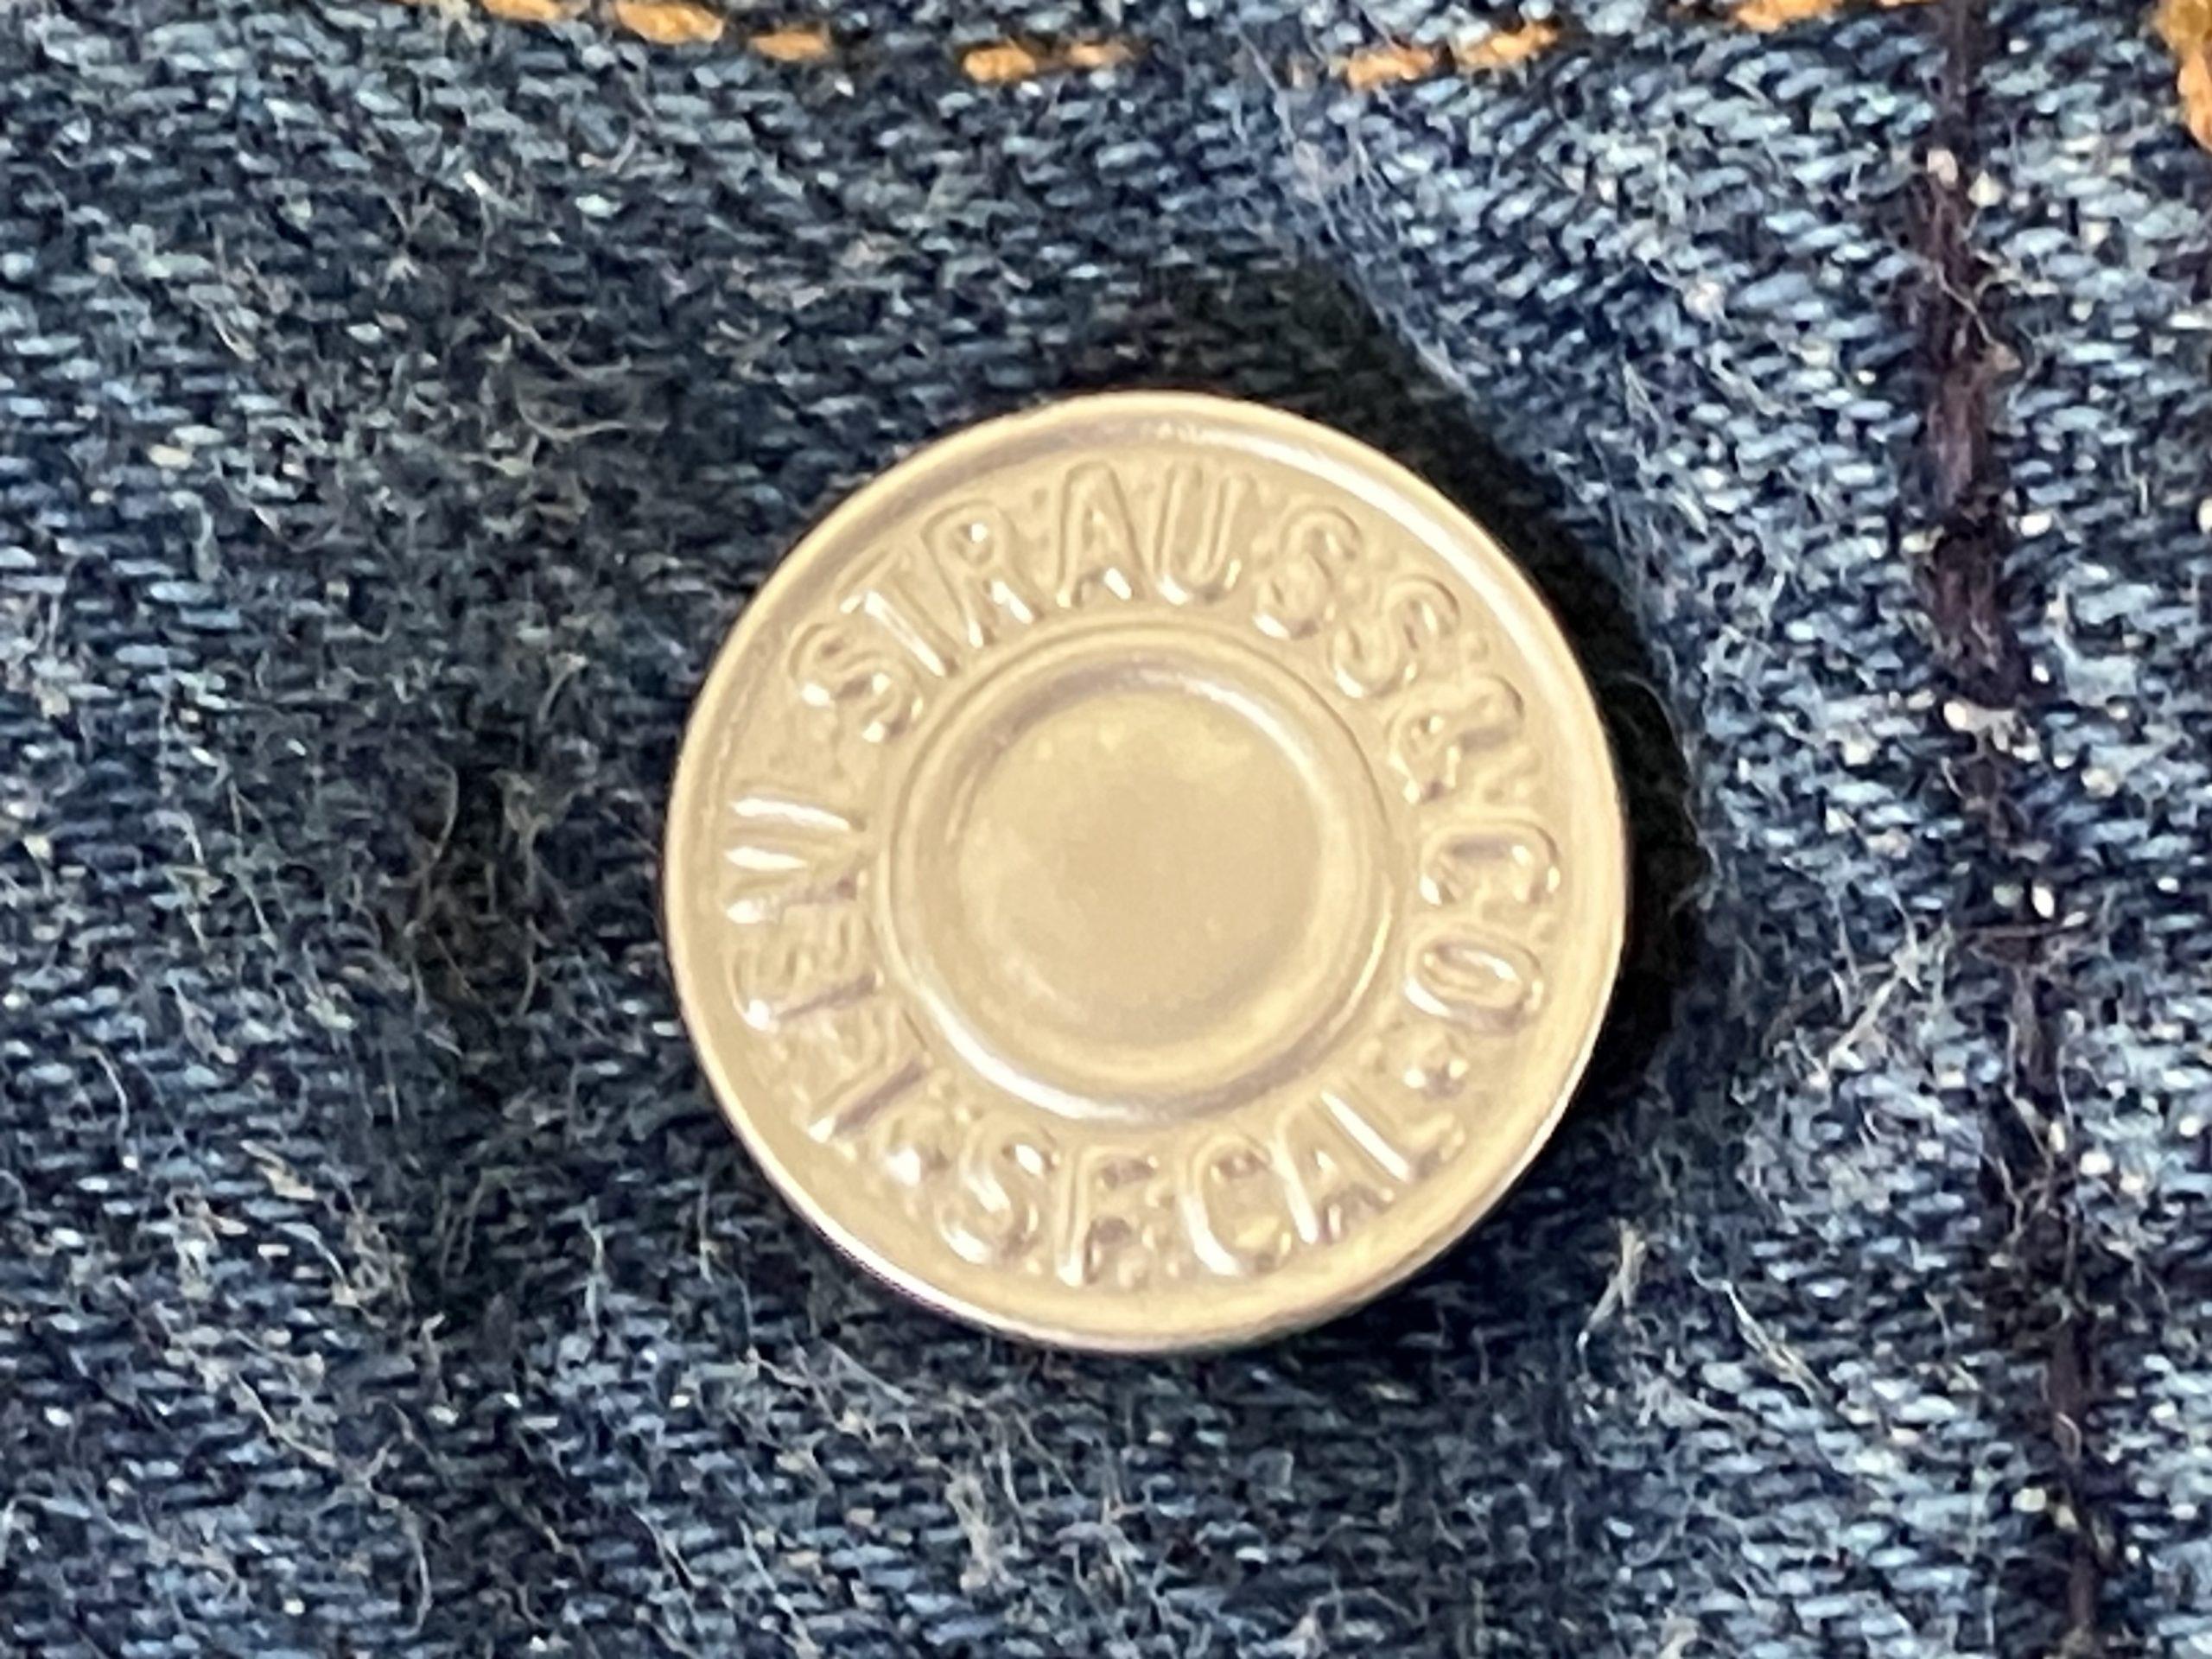 LEVI STRAUSS & CO.
S.F. CAL.